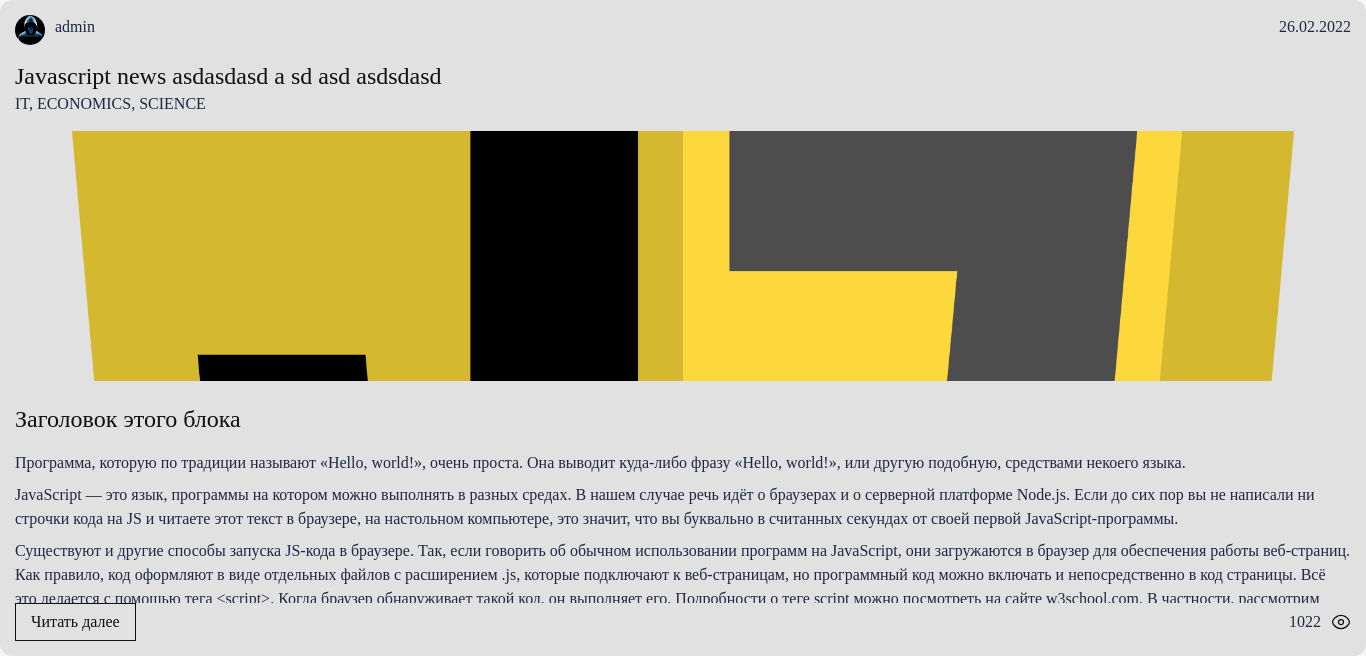 admin
26.02.2022
Javascript news asdasdasd a sd asd asdsdasd
IT, ECONOMICS, SCIENCE
Заголовок этого блока
Программа, которую по традиции называют «Hello, world!», очень проста. Она выводит куда-либо фразу «Hello, world!», или другую подобную, средствами некоего языка.
JavaScript — это язык, программы на котором можно выполнять в разных средах. В нашем случае речь идёт о браузерах и о серверной платформе Node.js. Если до сих пор вы не написали ни
строчки кода на JS и читаете этот текст в браузере, на настольном компьютере, это значит, что вы буквально в считанных секундах от своей первой JavaScript-программы.
Существуют и другие способы запуска JS-кода в браузере. Так, если говорить об обычном использовании программ на JavaScript, они загружаются в браузер для обеспечения работы веб-страниц.
Как правило, код оформляют в виде отдельных файлов с расширением .js, которые подключают к веб-страницам, но программный код можно включать и непосредственно в код страницы. Всё
это делается с помощью тега <script>. Когда браузер обнаруживает такой код, он выполняет его. Подробности о теге script можно посмотреть на сайте w3school.com. В частности, рассмотрим
Читать далее
1022